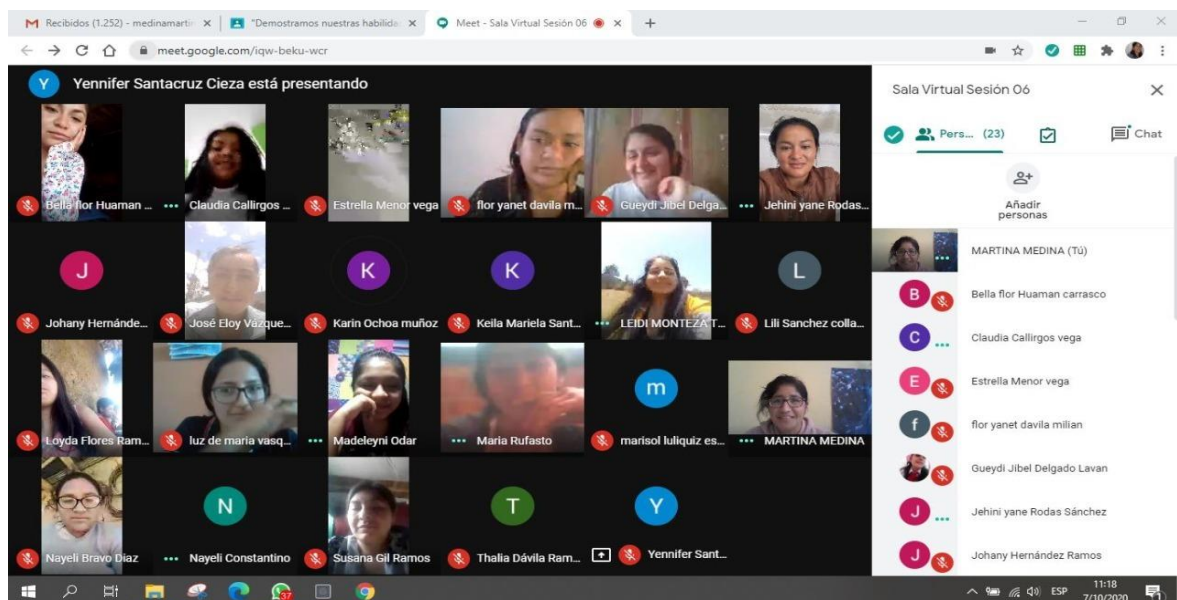 Recibidos (1.252) - medinamartin
"Demostramos nuestras habilida
Meet - Sala Virtual Sesión 06
meet.google.com/iqw-beku-wcr
Y Yennifer Santacruz Cieza está presentando
Bella flor Huaman ...
Claudia Callirgos ...
Estrella Menor vega
flor yanet davila m...
Gueydi Jibel Delga...
Jehini yane Rodas...
J
K
K
L
Johany Hernánde...
José Eloy Vazque...
Karin Ochoa muñoz
Keila Mariela Sant...
LEIDI MONTEZA T...
Lili Sanchez colla...
m
Loyda Flores Ram...
luz de maria vasq...
Madeleyni Odar
Maria Rufasto
marisol luliquiz es...
MARTINA MEDINA
N
T
Y
Nayeli Bravo Diaz
Nayeli Constantino
Susana Gil Ramos
Thalia Dávila Ram...
Yennifer Sant...
Sala Virtual Sesión 06
Pers... (23)
Chat
Añadir
personas
MARTINA MEDINA (Tú)
B Bella flor Huaman carrasco
C Claudia Callirgos vega
E Estrella Menor vega
f flor yanet davila milian
Gueydi Jibel Delgado Lavan
J Jehini yane Rodas Sánchez
J Johany Hernández Ramos
37
ESP
11:18
7/10/2020